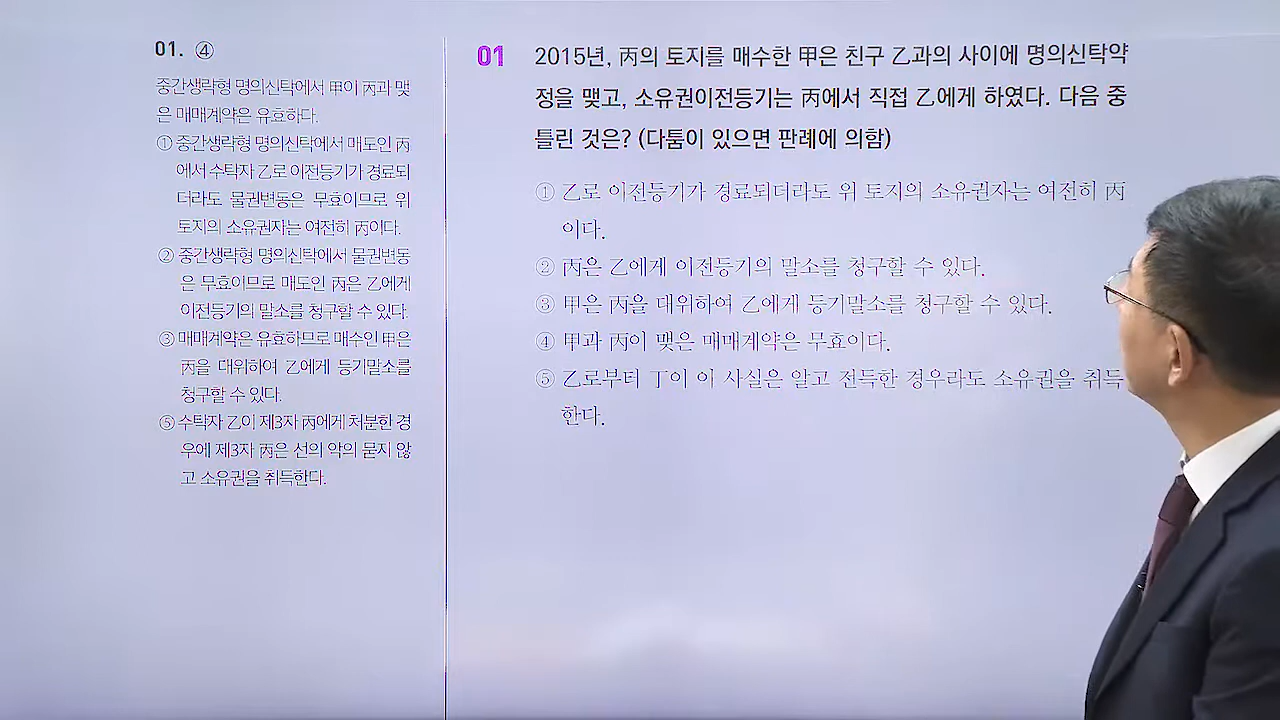 01. ④
중간생략형 명의신탁에서 甲이 丙과 맺
은 매매계약은 유효하다.
① 중간생략형 명의신탁에서 매도인 丙
에서 수탁자 乙로 이전등기가 경료되
더라도 물권변동은 무효이므로 위
토지의 소유권자는 여전히 丙이다.
② 중간생략형 명의신탁에서 물권변동
은 무효이므로 매도인 丙은 乙에게
이전등기의 말소를 청구할 수 있다.
③ 매매계약은 유효하므로 매수인 甲은
丙을 대위하여 乙에게 등기말소를
청구할 수 있다.
⑤ 수탁자 乙이 제3자 丙에게 처분한 경
우에 제3자 丙은 선의 악의 묻지 않
고 소유권을 취득한다.
01 2015년, 丙의 토지를 매수한 甲은 친구 乙과의 사이에 명의신탁약
정을 맺고, 소유권이전등기는 丙에서 직접 乙에게 하였다. 다음 중
틀린 것은? (다툼이 있으면 판례에 의함)
① 乙로 이전등기가 경료되더라도 위 토지의 소유권자는 여전히 丙
이다.
② 丙은 乙에게 이전등기의 말소를 청구할 수 있다.
③ 甲은 丙을 대위하여 乙에게 등기말소를 청구할 수 있다.
④ 甲과 丙이 맺은 매매계약은 무효이다.
⑤ 乙로부터 丁이 이 사실은 알고 전득한 경우라도 소유권을 취득
한다.